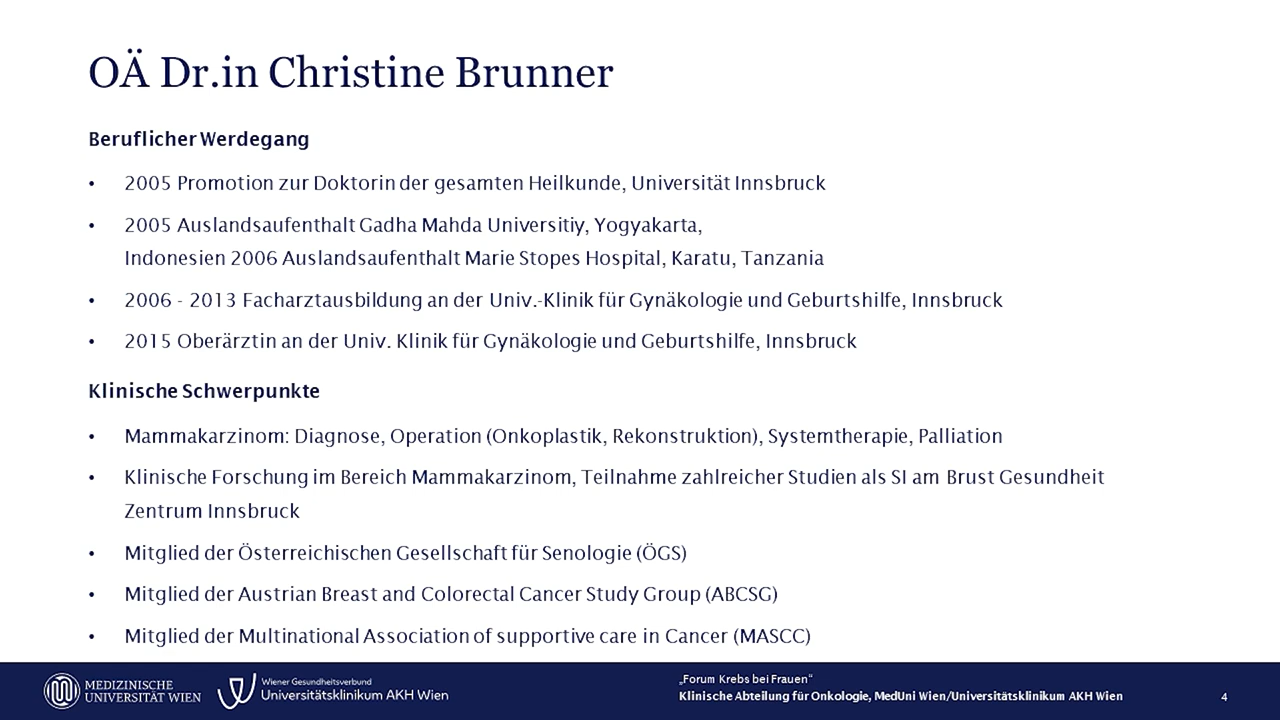 OÄ Dr.in Christine Brunner
Beruflicher Werdegang
• 2005 Promotion zur Doktorin der gesamten Heilkunde, Universität Innsbruck
• 2005 Auslandsaufenthalt Gadha Mahda Universitiy, Yogyakarta,
Indonesien 2006 Auslandsaufenthalt Marie Stopes Hospital, Karatu, Tanzania
• 2006 - 2013 Facharztausbildung an der Univ.-Klinik für Gynäkologie und Geburtshilfe, Innsbruck
• 2015 Oberärztin an der Univ. Klinik für Gynäkologie und Geburtshilfe, Innsbruck
Klinische Schwerpunkte
• Mammakarzinom: Diagnose, Operation (Onkoplastik, Rekonstruktion), Systemtherapie, Palliation
• Klinische Forschung im Bereich Mammakarzinom, Teilnahme zahlreicher Studien als SI am Brust Gesundheit
Zentrum Innsbruck
• Mitglied der Österreichischen Gesellschaft für Senologie (ÖGS)
• Mitglied der Austrian Breast and Colorectal Cancer Study Group (ABCSG)
• Mitglied der Multinational Association of supportive care in Cancer (MASCC)
MEDIZINISCHE
UNIVERSITÄT WIEN
Wiener Gesundheitsverbund
Universitätsklinikum AKH Wien
„Forum Krebs bei Frauen“
Klinische Abteilung für Onkologie, MedUni Wien/Universitätsklinikum AKH Wien
4